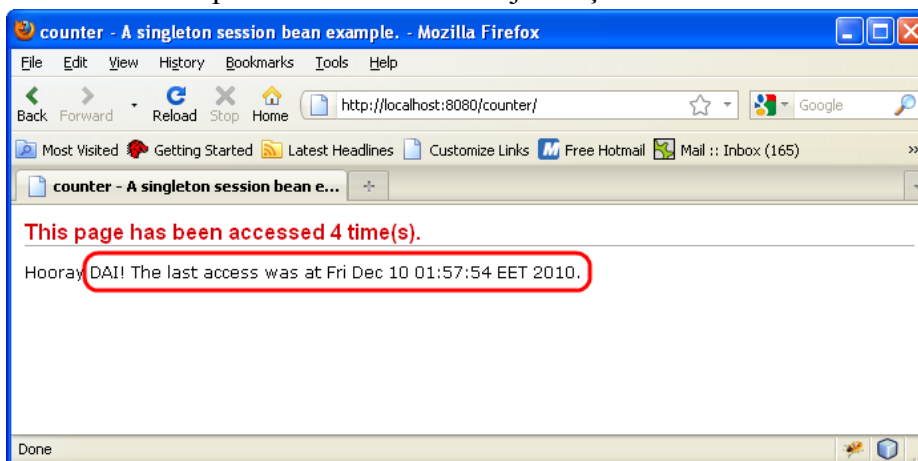 counter - A singleton session bean example. - Mozilla Firefox
File Edit View History Bookmarks Tools Help
Back Forward Reload Stop Home http://localhost:8080/counter/ Google
Most Visited Getting Started Latest Headlines Customize Links Free Hotmail Mail :: Inbox (165) »
counter - A singleton session bean e...
This page has been accessed 4 time(s).
Hooray DAI! The last access was at Fri Dec 10 01:57:54 EET 2010.
Done